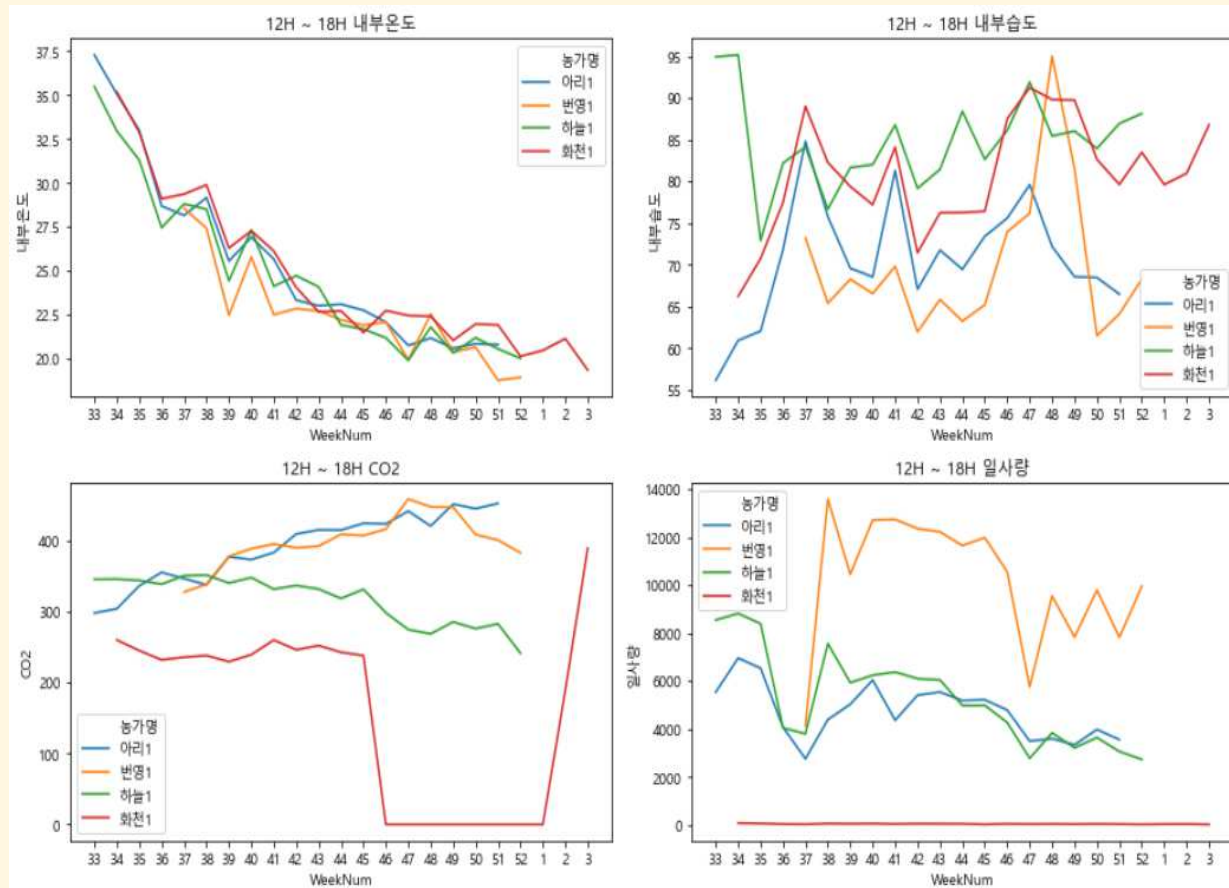 12H ~ 18H 내부온도
37.5
35.0
32.5
30.0
27.5
25.0
22.5
20.0
내부온도
농가명
아리1
번영1
하늘1
화천1
33 34 35 36 37 38 39 40 41 42 43 44 45 46 47 48 49 50 51 52 1 2 3
WeekNum
12H ~ 18H 내부습도
95
90
85
80
75
70
65
60
55
내부습도
농가명
아리1
번영1
하늘1
화천1
33 34 35 36 37 38 39 40 41 42 43 44 45 46 47 48 49 50 51 52 1 2 3
WeekNum
12H ~ 18H CO2
400
300
200
100
0
CO2
농가명
아리1
번영1
하늘1
화천1
33 34 35 36 37 38 39 40 41 42 43 44 45 46 47 48 49 50 51 52 1 2 3
WeekNum
12H ~ 18H 일사량
14000
12000
10000
8000
6000
4000
2000
0
일사량
농가명
아리1
번영1
하늘1
화천1
33 34 35 36 37 38 39 40 41 42 43 44 45 46 47 48 49 50 51 52 1 2 3
WeekNum